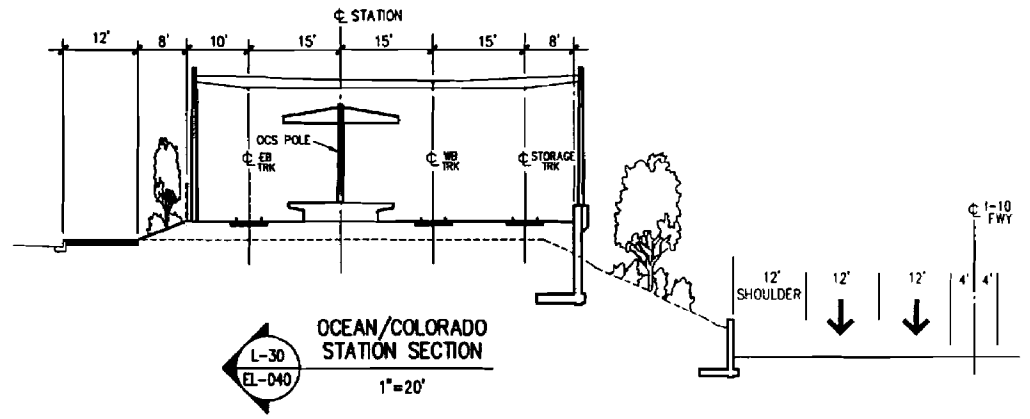 ℄ STATION
12' 8' 10' 15' 15' 15' 8'
OCS POLE
℄ EB TRK
℄ WB TRK
℄ STORAGE TRK
℄ I-10 FWY
12' SHOULDER
12' 12' 4' 4'
OCEAN/COLORADO
STATION SECTION
1"=20'
L-30
EL-040